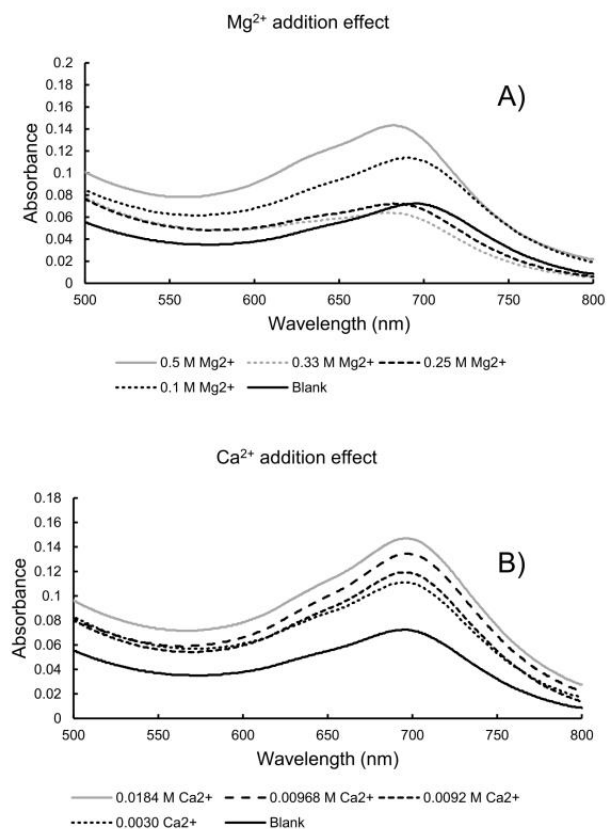 Mg²⁺ addition effect
A)
0.2
0.18
0.16
0.14
0.12
0.1
0.08
0.06
0.04
0.02
0
Absorbance
500 550 600 650 700 750 800
Wavelength (nm)
0.5 M Mg2+ 0.33 M Mg2+ 0.25 M Mg2+
0.1 M Mg2+ Blank
Ca²⁺ addition effect
B)
0.18
0.16
0.14
0.12
0.1
0.08
0.06
0.04
0.02
0
Absorbance
500 550 600 650 700 750 800
Wavelength (nm)
0.0184 M Ca2+ 0.00968 M Ca2+ 0.0092 M Ca2+
0.0030 Ca2+ Blank